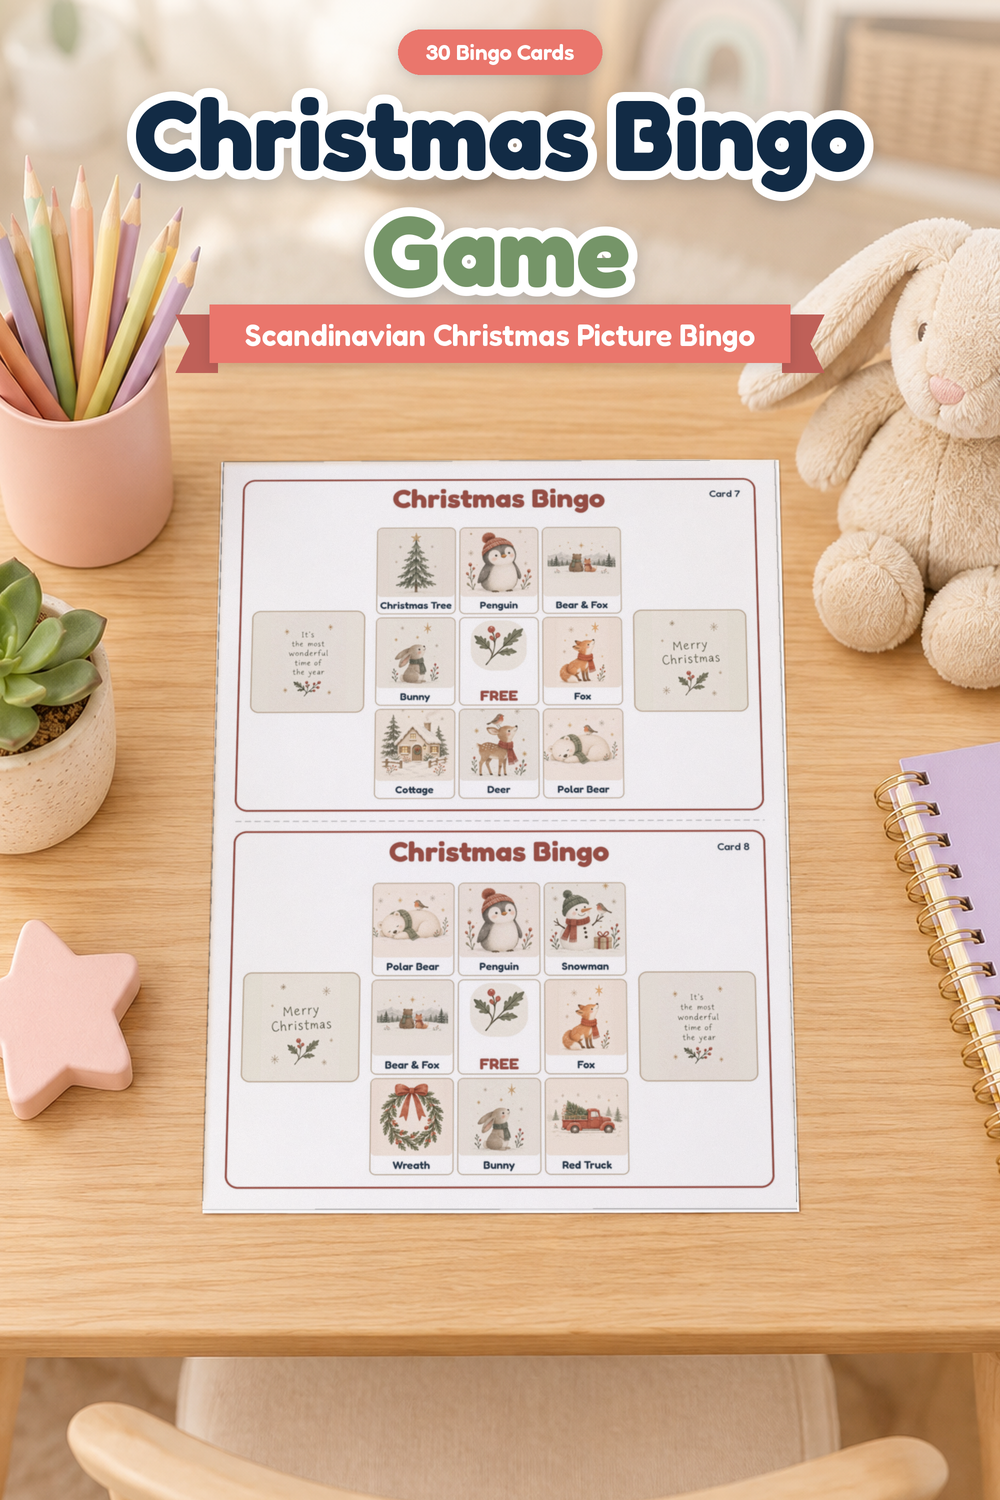 30 Bingo Cards
Christmas Bingo
Game
Scandinavian Christmas Picture Bingo
Christmas Bingo
Card 7
Christmas Tree
Penguin
Bear & Fox
It's
the most
wonderful
time of
the year
Bunny
FREE
Fox
Merry
Christmas
Cottage
Deer
Polar Bear
Christmas Bingo
Card 8
Polar Bear
Penguin
Snowman
Merry
Christmas
Bear & Fox
FREE
Fox
It's
the most
wonderful
time of
the year
Wreath
Bunny
Red Truck